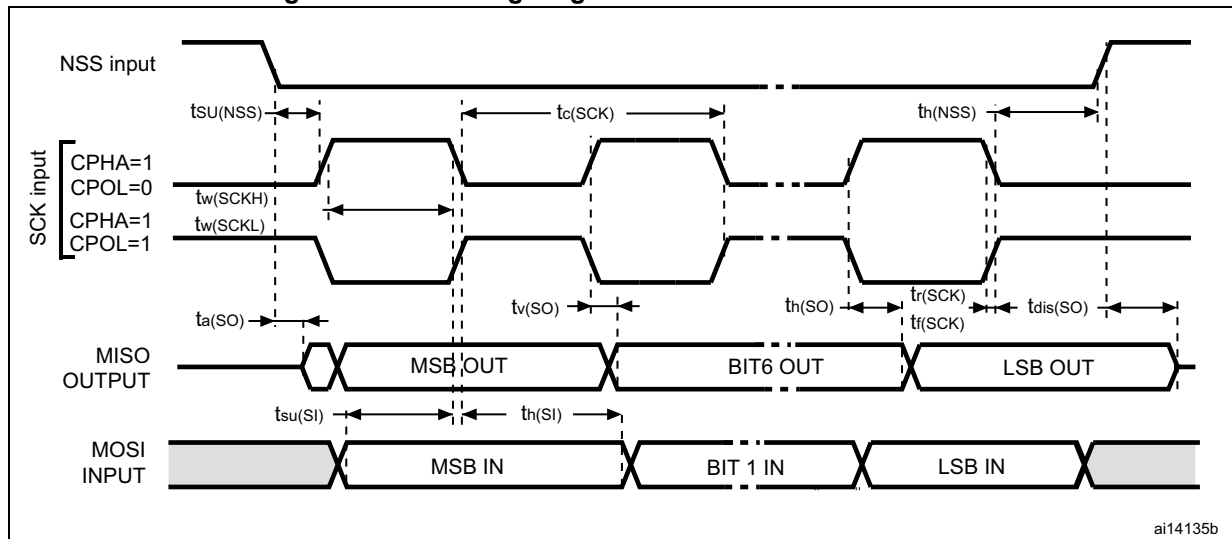 NSS input
tSU(NSS)
tc(SCK)
th(NSS)
SCK input
CPHA=1
CPOL=0
tw(SCKH)
CPHA=1
tw(SCKL)
CPOL=1
ta(SO)
tv(SO)
th(SO)
tr(SCK)
tf(SCK)
tdis(SO)
MISO
OUTPUT
MSB OUT
BIT6 OUT
LSB OUT
tsu(SI)
th(SI)
MOSI
INPUT
MSB IN
BIT 1 IN
LSB IN
ai14135b